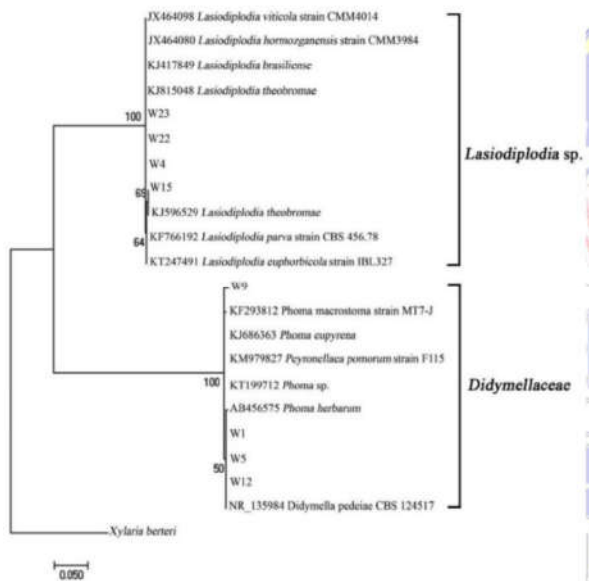 JX464098 Lasiodiplodia viticola strain CMM4014
JX464080 Lasiodiplodia hormozganensis strain CMM3984
KJ417849 Lasiodiplodia brasiliense
KJ815048 Lasiodiplodia theobromae
W23
100
W22
W4
W15
68
KJ596529 Lasiodiplodia theobromae
KF766192 Lasiodiplodia parva strain CBS 456.78
64
KT247491 Lasiodiplodia euphorbicola strain IBL327
Lasiodiplodia sp.
W9
KF293812 Phoma macrostoma strain MT7-J
KJ686363 Phoma eupyrena
KM979827 Peyronellaea pomorum strain F115
100
KT199712 Phoma sp.
AB456575 Phoma herbarum
W1
W5
50
W12
NR_135984 Didymella pedeiae CBS 124517
Didymellaceae
Xylaria berteri
0.050